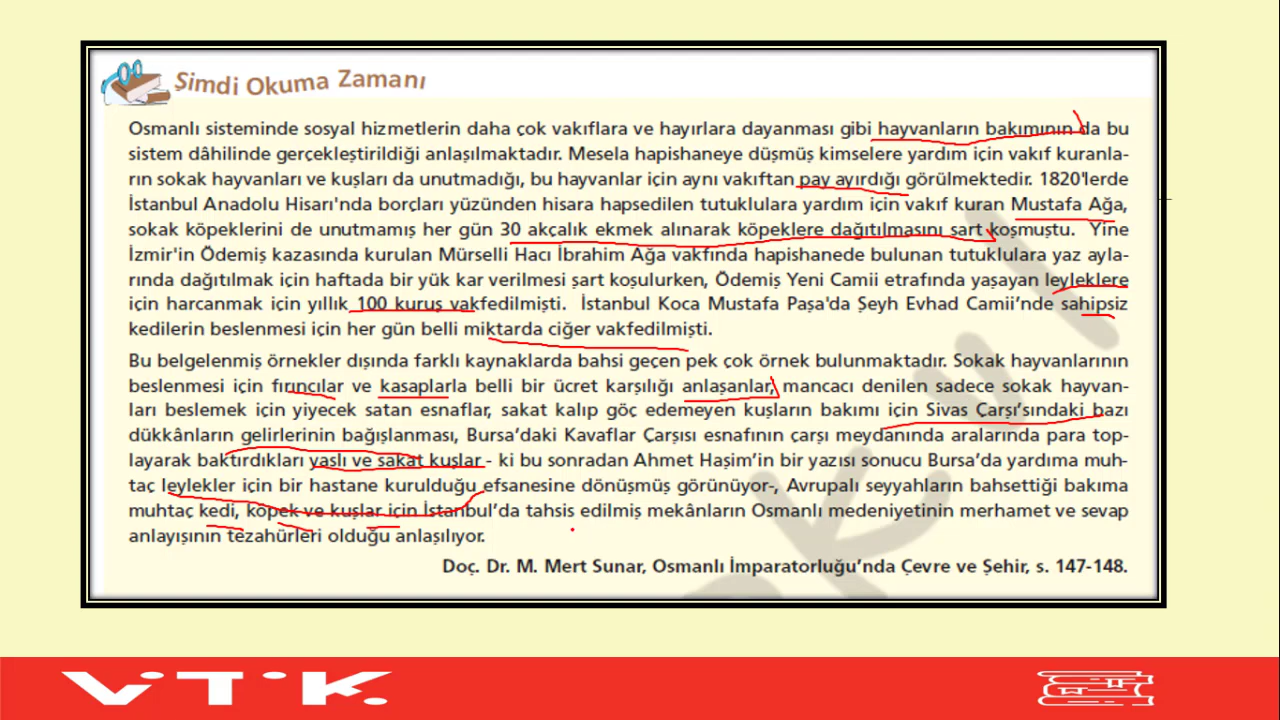 Şimdi Okuma Zamanı
Osmanlı sisteminde sosyal hizmetlerin daha çok vakıflara ve hayırlara dayanması gibi hayvanların bakımının da bu
sistem dâhilinde gerçekleştirildiği anlaşılmaktadır. Mesela hapishaneye düşmüş kimselere yardım için vakıf kuranla-
rın sokak hayvanları ve kuşları da unutmadığı, bu hayvanlar için aynı vakıftan pay ayırdığı görülmektedir. 1820'lerde
İstanbul Anadolu Hisarı'nda borçları yüzünden hisara hapsedilen tutuklulara yardım için vakıf kuran Mustafa Ağa,
sokak köpeklerini de unutmamış her gün 30 akçalık ekmek alınarak köpeklere dağıtılmasını şart koşmuştu. Yine
İzmir'in Ödemiş kazasında kurulan Mürselli Hacı İbrahim Ağa vakfında hapishanede bulunan tutuklulara yaz ayla-
rında dağıtılmak için haftada bir yük kar verilmesi şart koşulurken, Ödemiş Yeni Camii etrafında yaşayan leyleklere
için harcanmak için yıllık 100 kuruş vakfedilmişti. İstanbul Koca Mustafa Paşa'da Şeyh Evhad Camii'nde sahipsiz
kedilerin beslenmesi için her gün belli miktarda ciğer vakfedilmişti.
Bu belgelenmiş örnekler dışında farklı kaynaklarda bahsi geçen pek çok örnek bulunmaktadır. Sokak hayvanlarının
beslenmesi için fırıncılar ve kasaplarla belli bir ücret karşılığı anlaşanlar, mancacı denilen sadece sokak hayvan-
ları beslemek için yiyecek satan esnaflar, sakat kalıp göç edemeyen kuşların bakımı için Sivas Çarşı'sındaki bazı
dükkânların gelirlerinin bağışlanması, Bursa'daki Kavaflar Çarşısı esnafının çarşı meydanında aralarında para top-
layarak baktırdıkları yaşlı ve sakat kuşlar - ki bu sonradan Ahmet Haşim'in bir yazısı sonucu Bursa'da yardıma muh-
taç leylekler için bir hastane kurulduğu efsanesine dönüşmüş görünüyor-, Avrupalı seyyahların bahsettiği bakıma
muhtaç kedi, köpek ve kuşlar için İstanbul'da tahsis edilmiş mekânların Osmanlı medeniyetinin merhamet ve sevap
anlayışının tezahürleri olduğu anlaşılıyor.
Doç. Dr. M. Mert Sunar, Osmanlı İmparatorluğu'nda Çevre ve Şehir, s. 147-148.
VTK